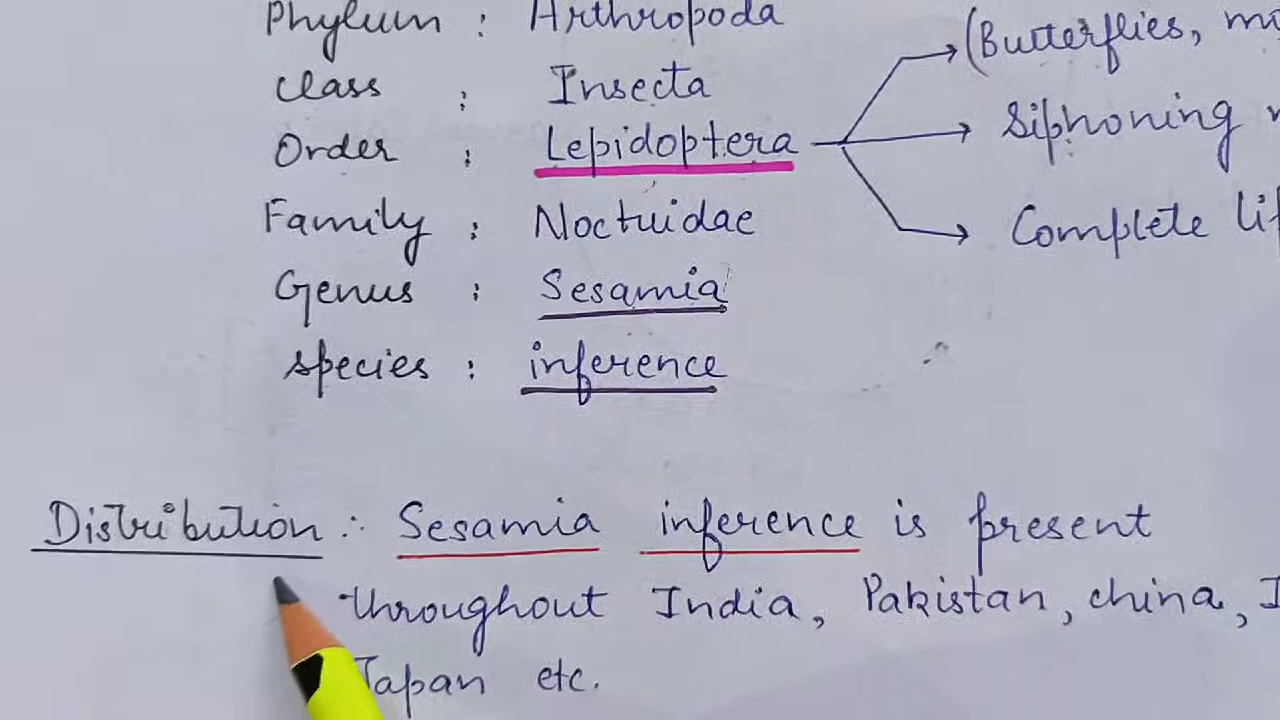 Phylum : Arthropoda
(Butterflies,
Class : Insecta
Siphoning
Order : Lepidoptera
Family : Noctuidae
Complete
Genus : Sesamia
species : inference
Distribution :- Sesamia inference is present
throughout India, Pakistan, china,
Japan etc.